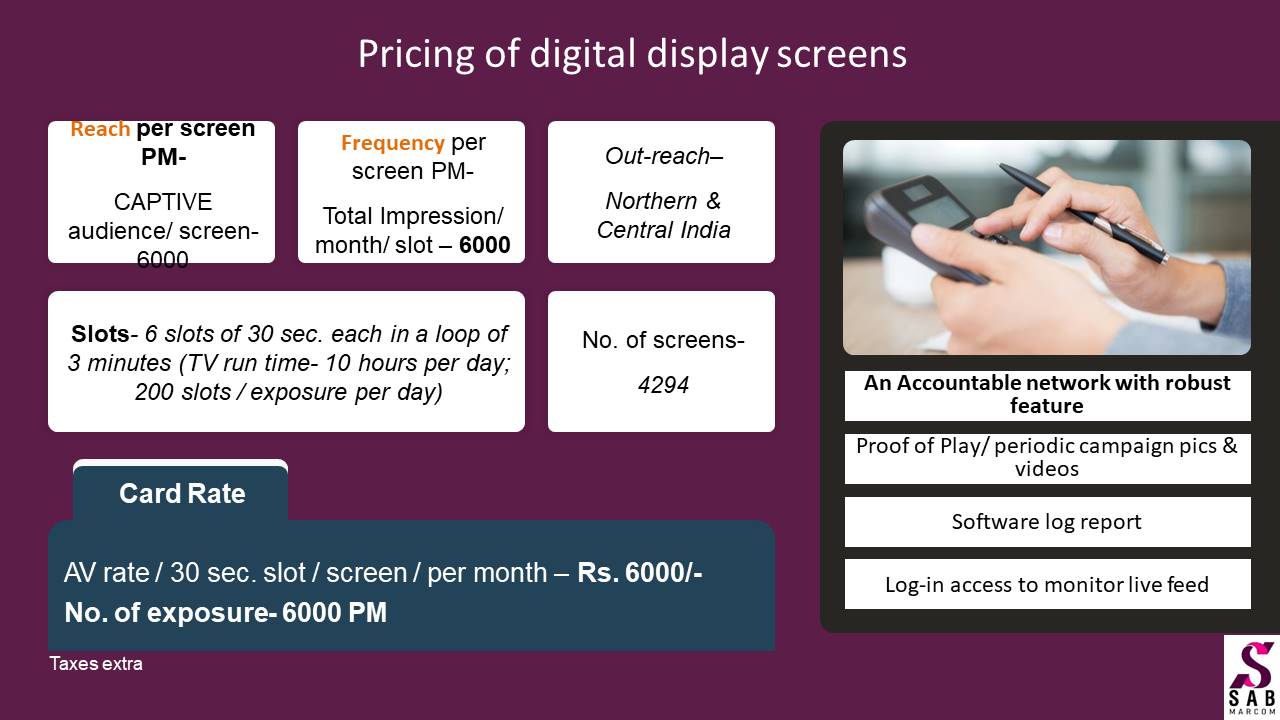 Pricing of digital display screens
Reach per screen
PM-
CAPTIVE
audience/ screen-
6000
Frequency per
screen PM-
Total Impression/
month/ slot – 6000
Out-reach–
Northern &
Central India
Slots- 6 slots of 30 sec. each in a loop of
3 minutes (TV run time- 10 hours per day;
200 slots / exposure per day)
No. of screens-
4294
Card Rate
AV rate / 30 sec. slot / screen / per month – Rs. 6000/-
No. of exposure- 6000 PM
Taxes extra
An Accountable network with robust
feature
Proof of Play/ periodic campaign pics &
videos
Software log report
Log-in access to monitor live feed
SAB
MARCOM